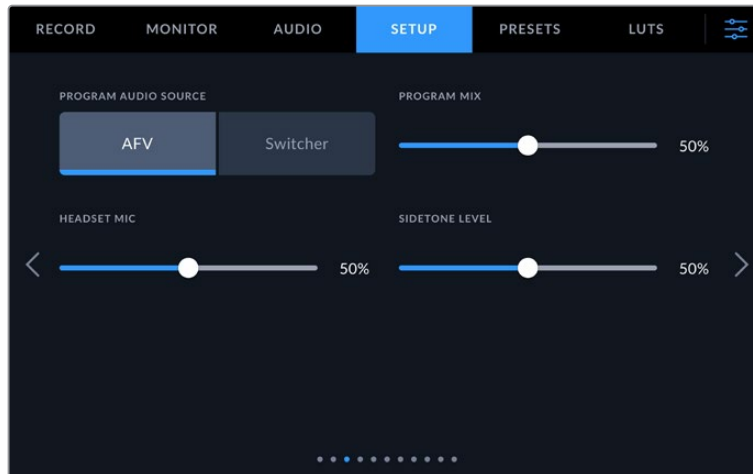 RECORD MONITOR AUDIO SETUP PRESETS LUTS
PROGRAM AUDIO SOURCE PROGRAM MIX
AFV Switcher 50%
HEADSET MIC SIDETONE LEVEL
50% 50%